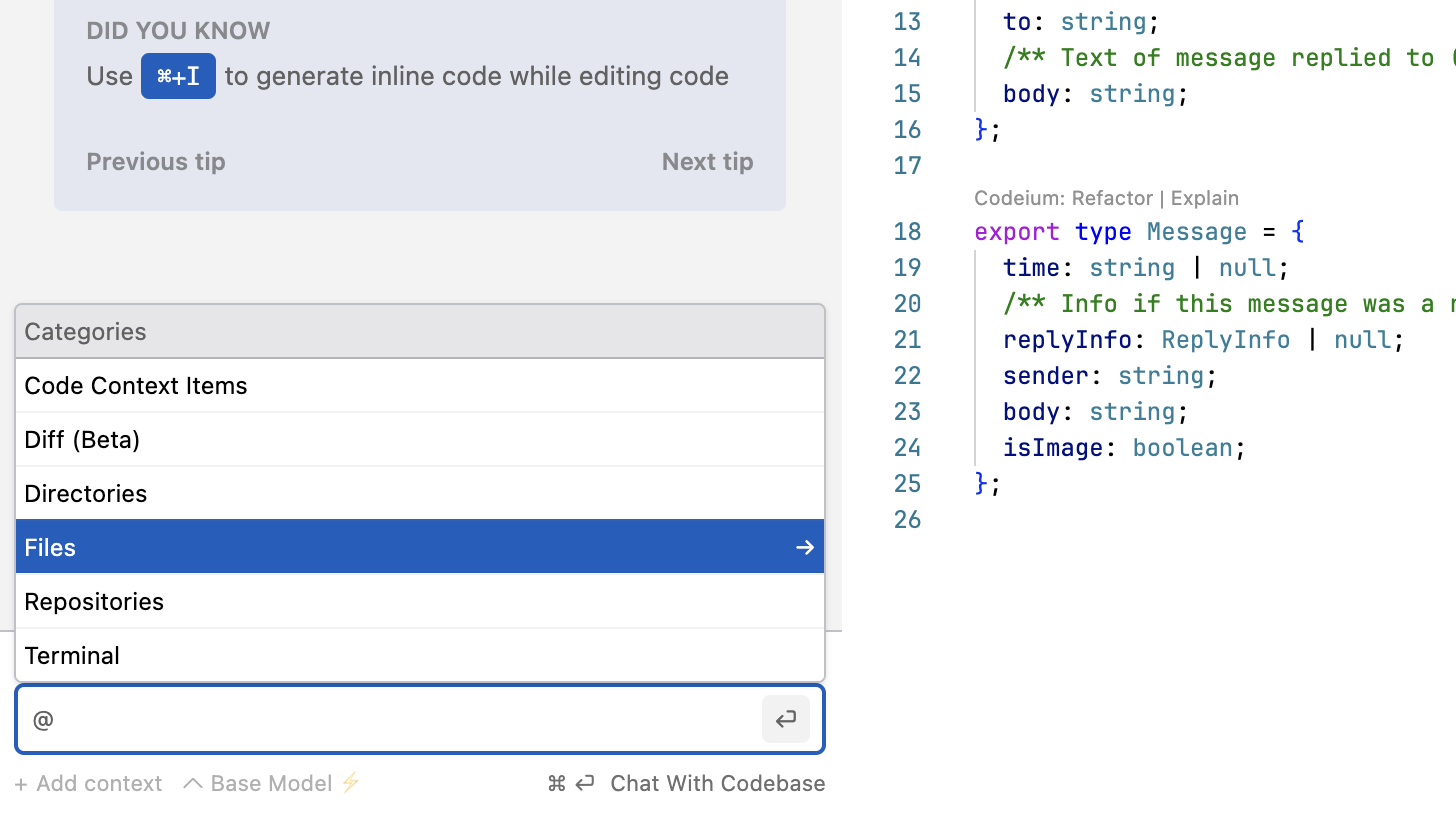 DID YOU KNOW
Use ⌘+I to generate inline code while editing code
Previous tip
Next tip
Categories
Code Context Items
Diff (Beta)
Directories
Files →
Repositories
Terminal
@
+ Add context
Base Model ⚡
⌘ ⏎ Chat With Codebase
13 to: string;
14 /** Text of message replied to
15 body: string;
16 };
17
Codeium: Refactor | Explain
18 export type Message = {
19 time: string | null;
20 /** Info if this message was a
21 replyInfo: ReplyInfo | null;
22 sender: string;
23 body: string;
24 isImage: boolean;
25 };
26